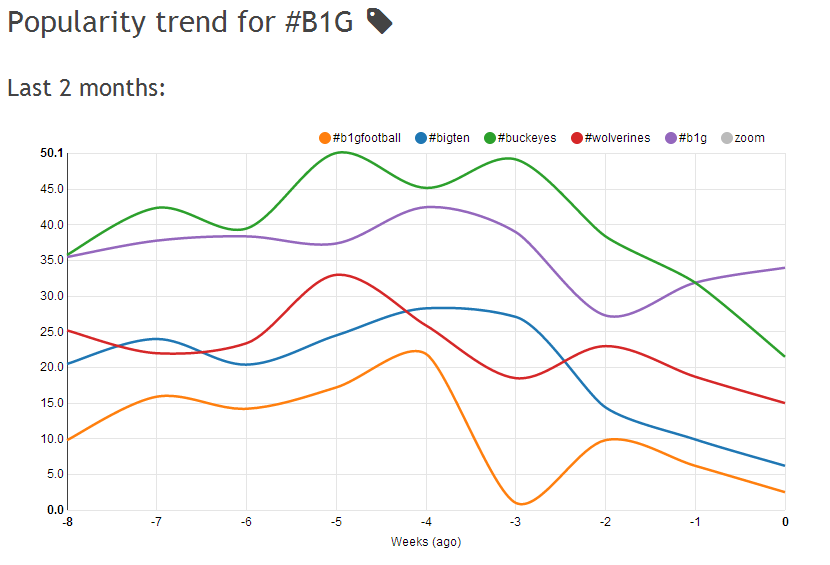 Popularity trend for #B1G
Last 2 months:
#b1gfootball #bigten #buckeyes #wolverines #b1g zoom
50.1
45.0
40.0
35.0
30.0
25.0
20.0
15.0
10.0
5.0
0.0
-8 -7 -6 -5 -4 -3 -2 -1 0
Weeks (ago)